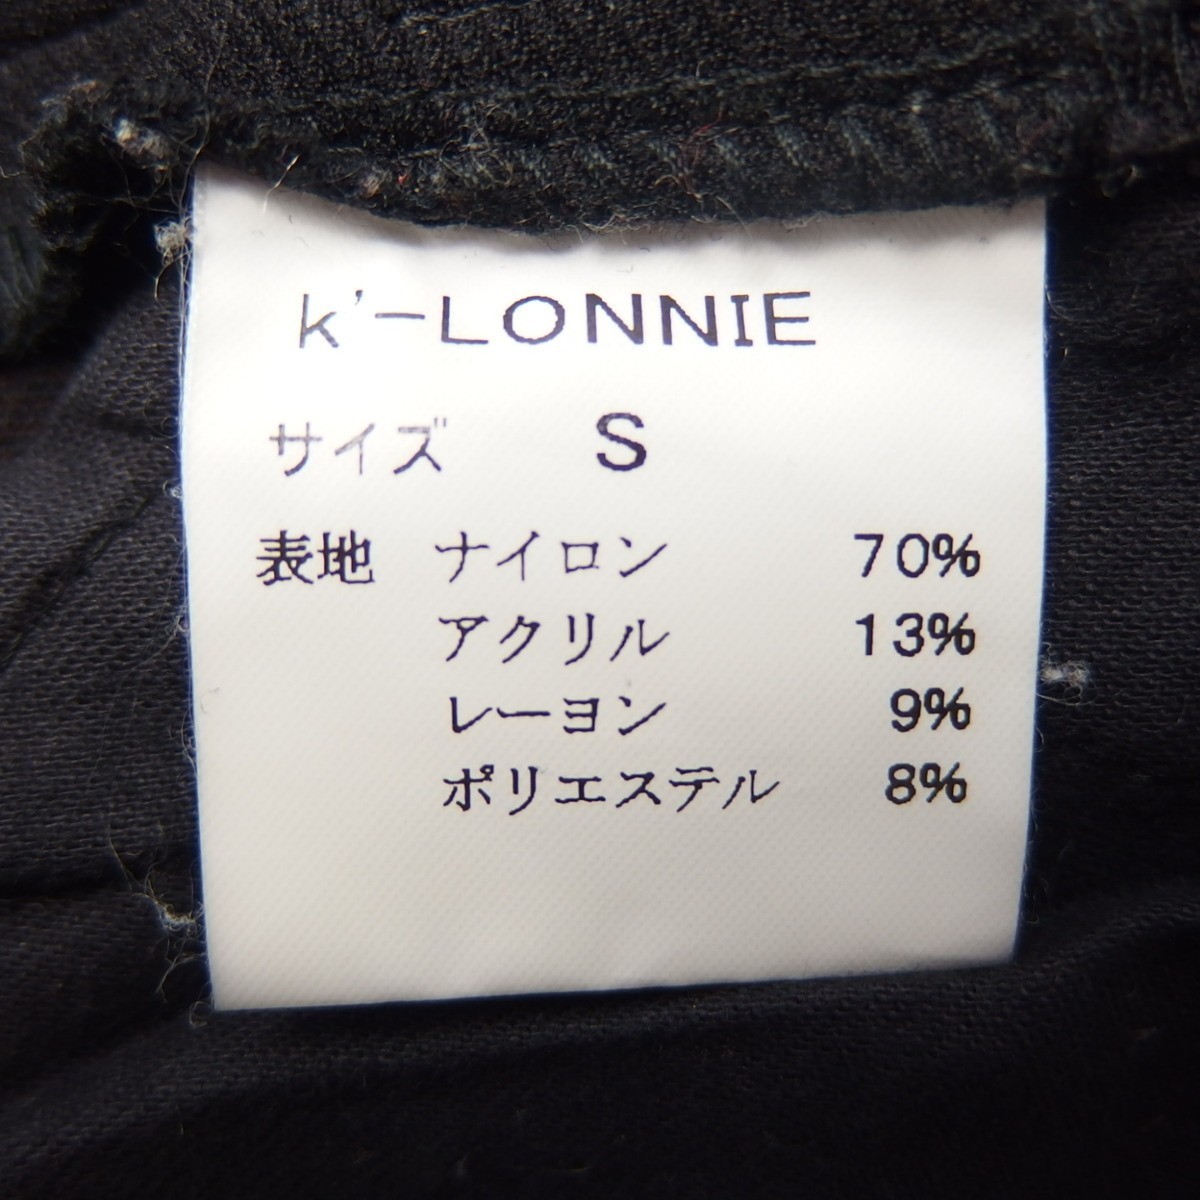 k'-LONNIE
サイズ S
表地 ナイロン 70%
アクリル 13%
レーヨン 9%
ポリエステル 8%